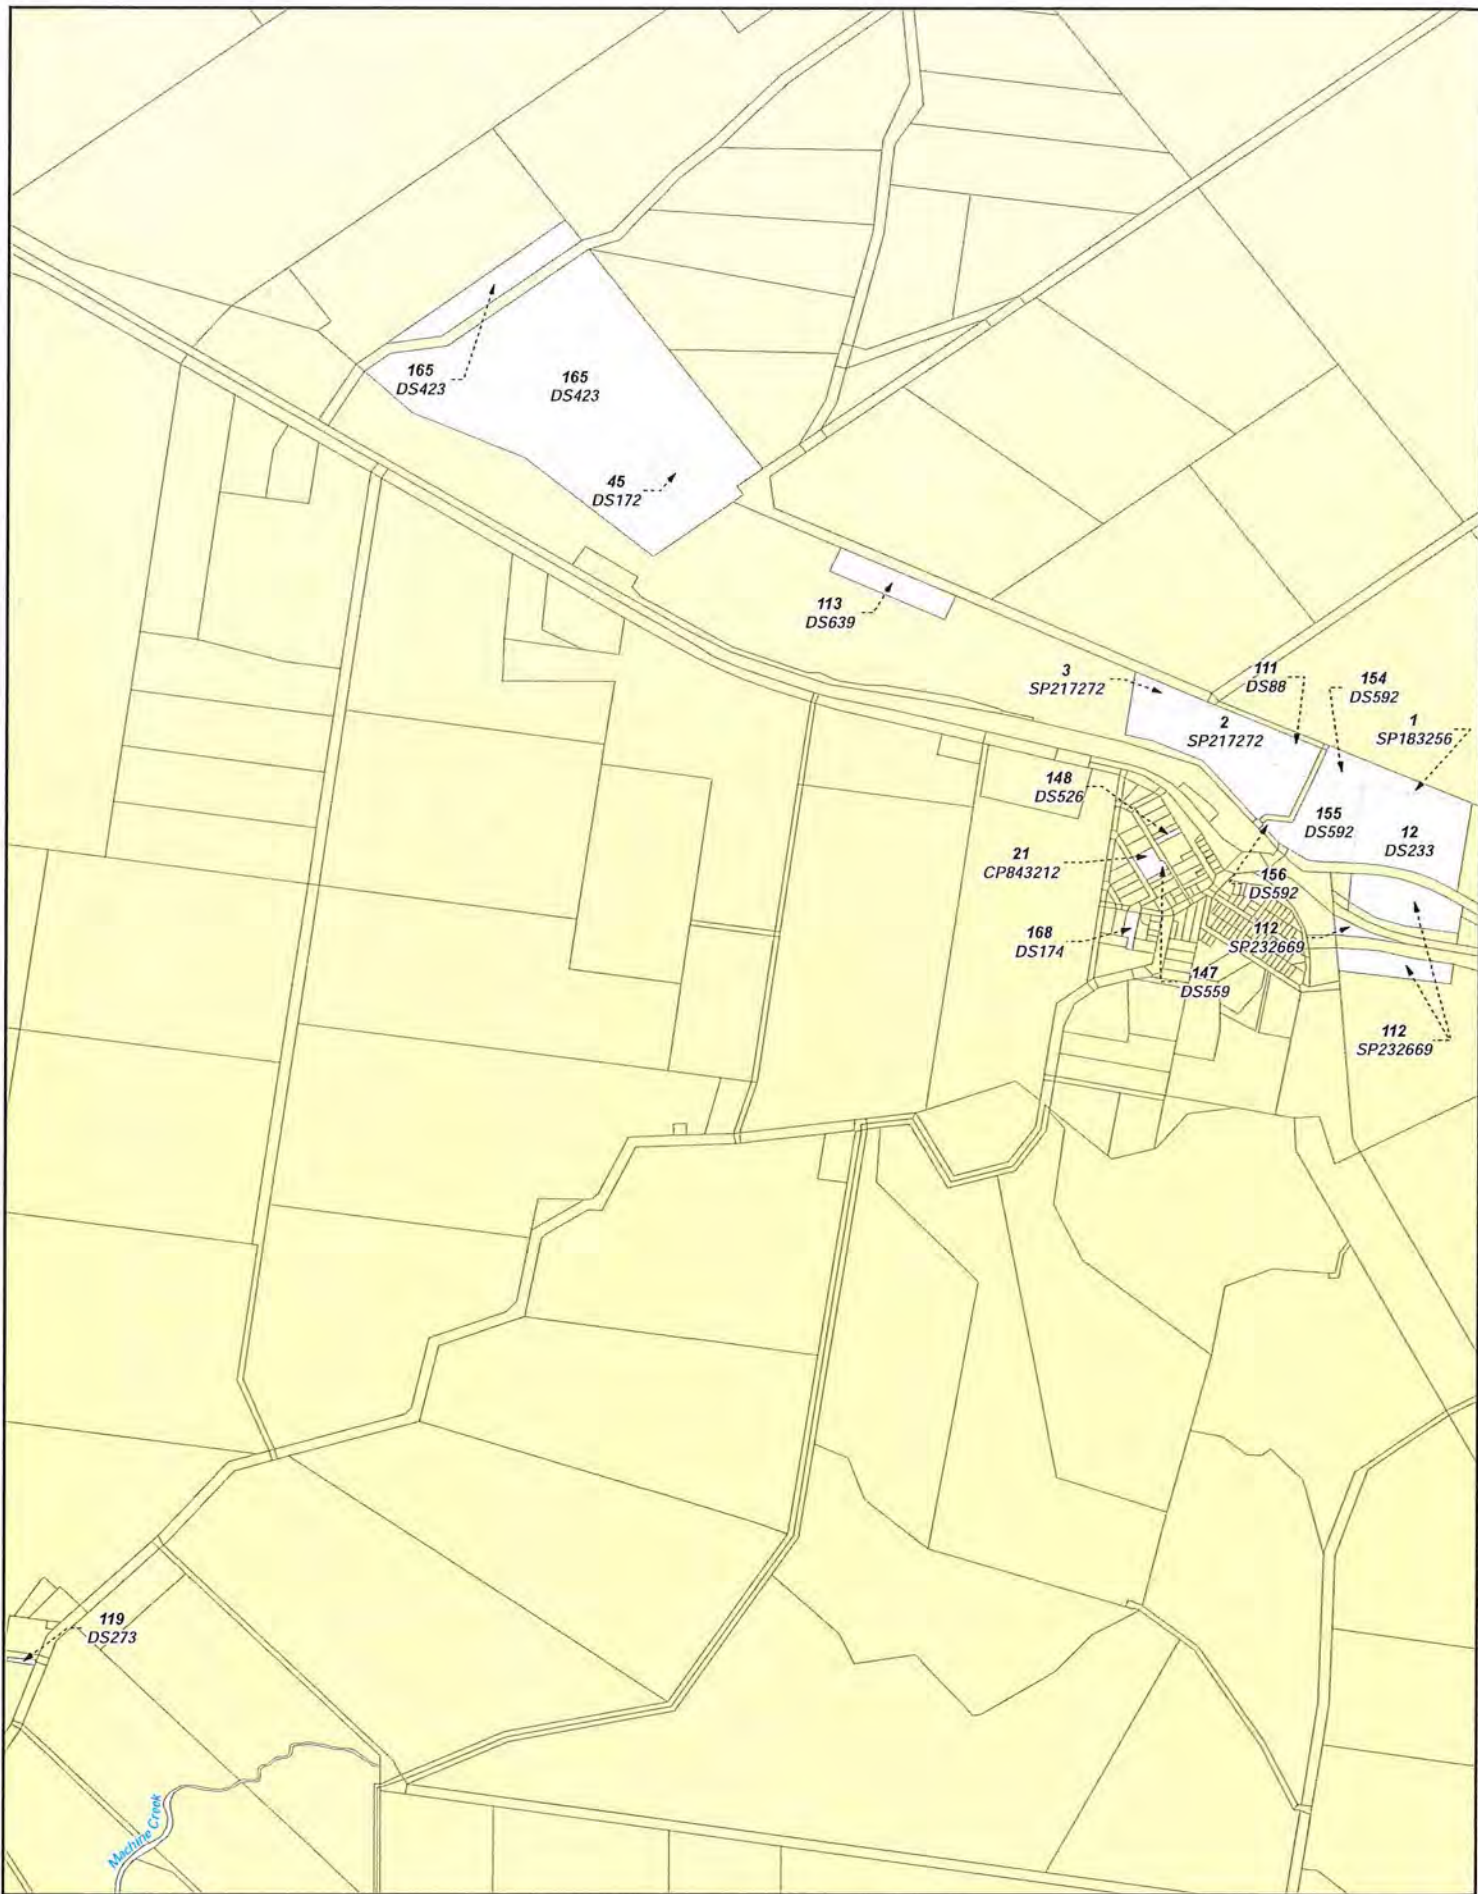 165
DS423
165
DS423
45
DS172
113
DS639
3
SP217272
111
DS88
154
DS592
2
SP217272
1
SP183256
148
DS526
155
DS592
12
DS233
21
CP843212
156
DS592
168
DS174
112
SP232669
147
DS559
112
SP232669
119
DS273
Machine Creek